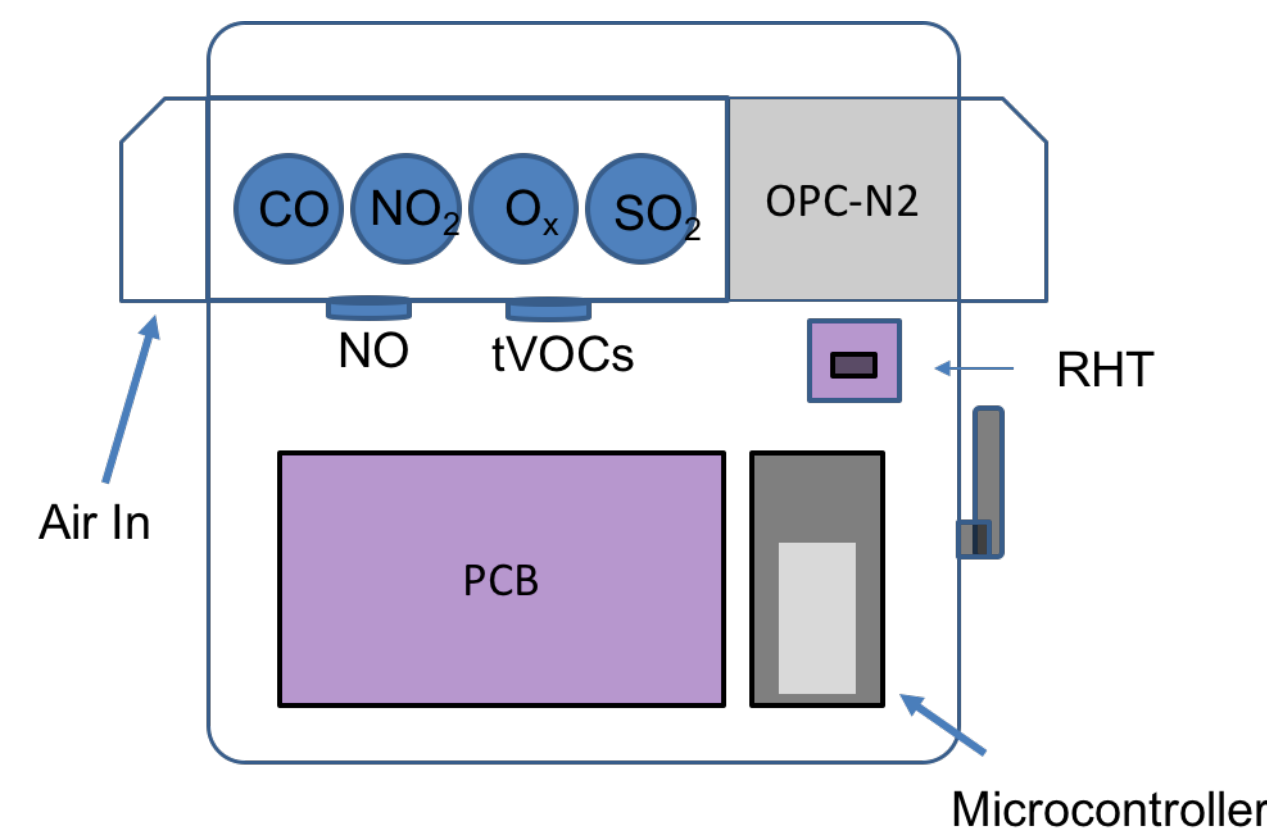 CO
NO₂
Oₓ
SO₂
OPC-N2
NO
tVOCs
RHT
Air In
PCB
Microcontroller